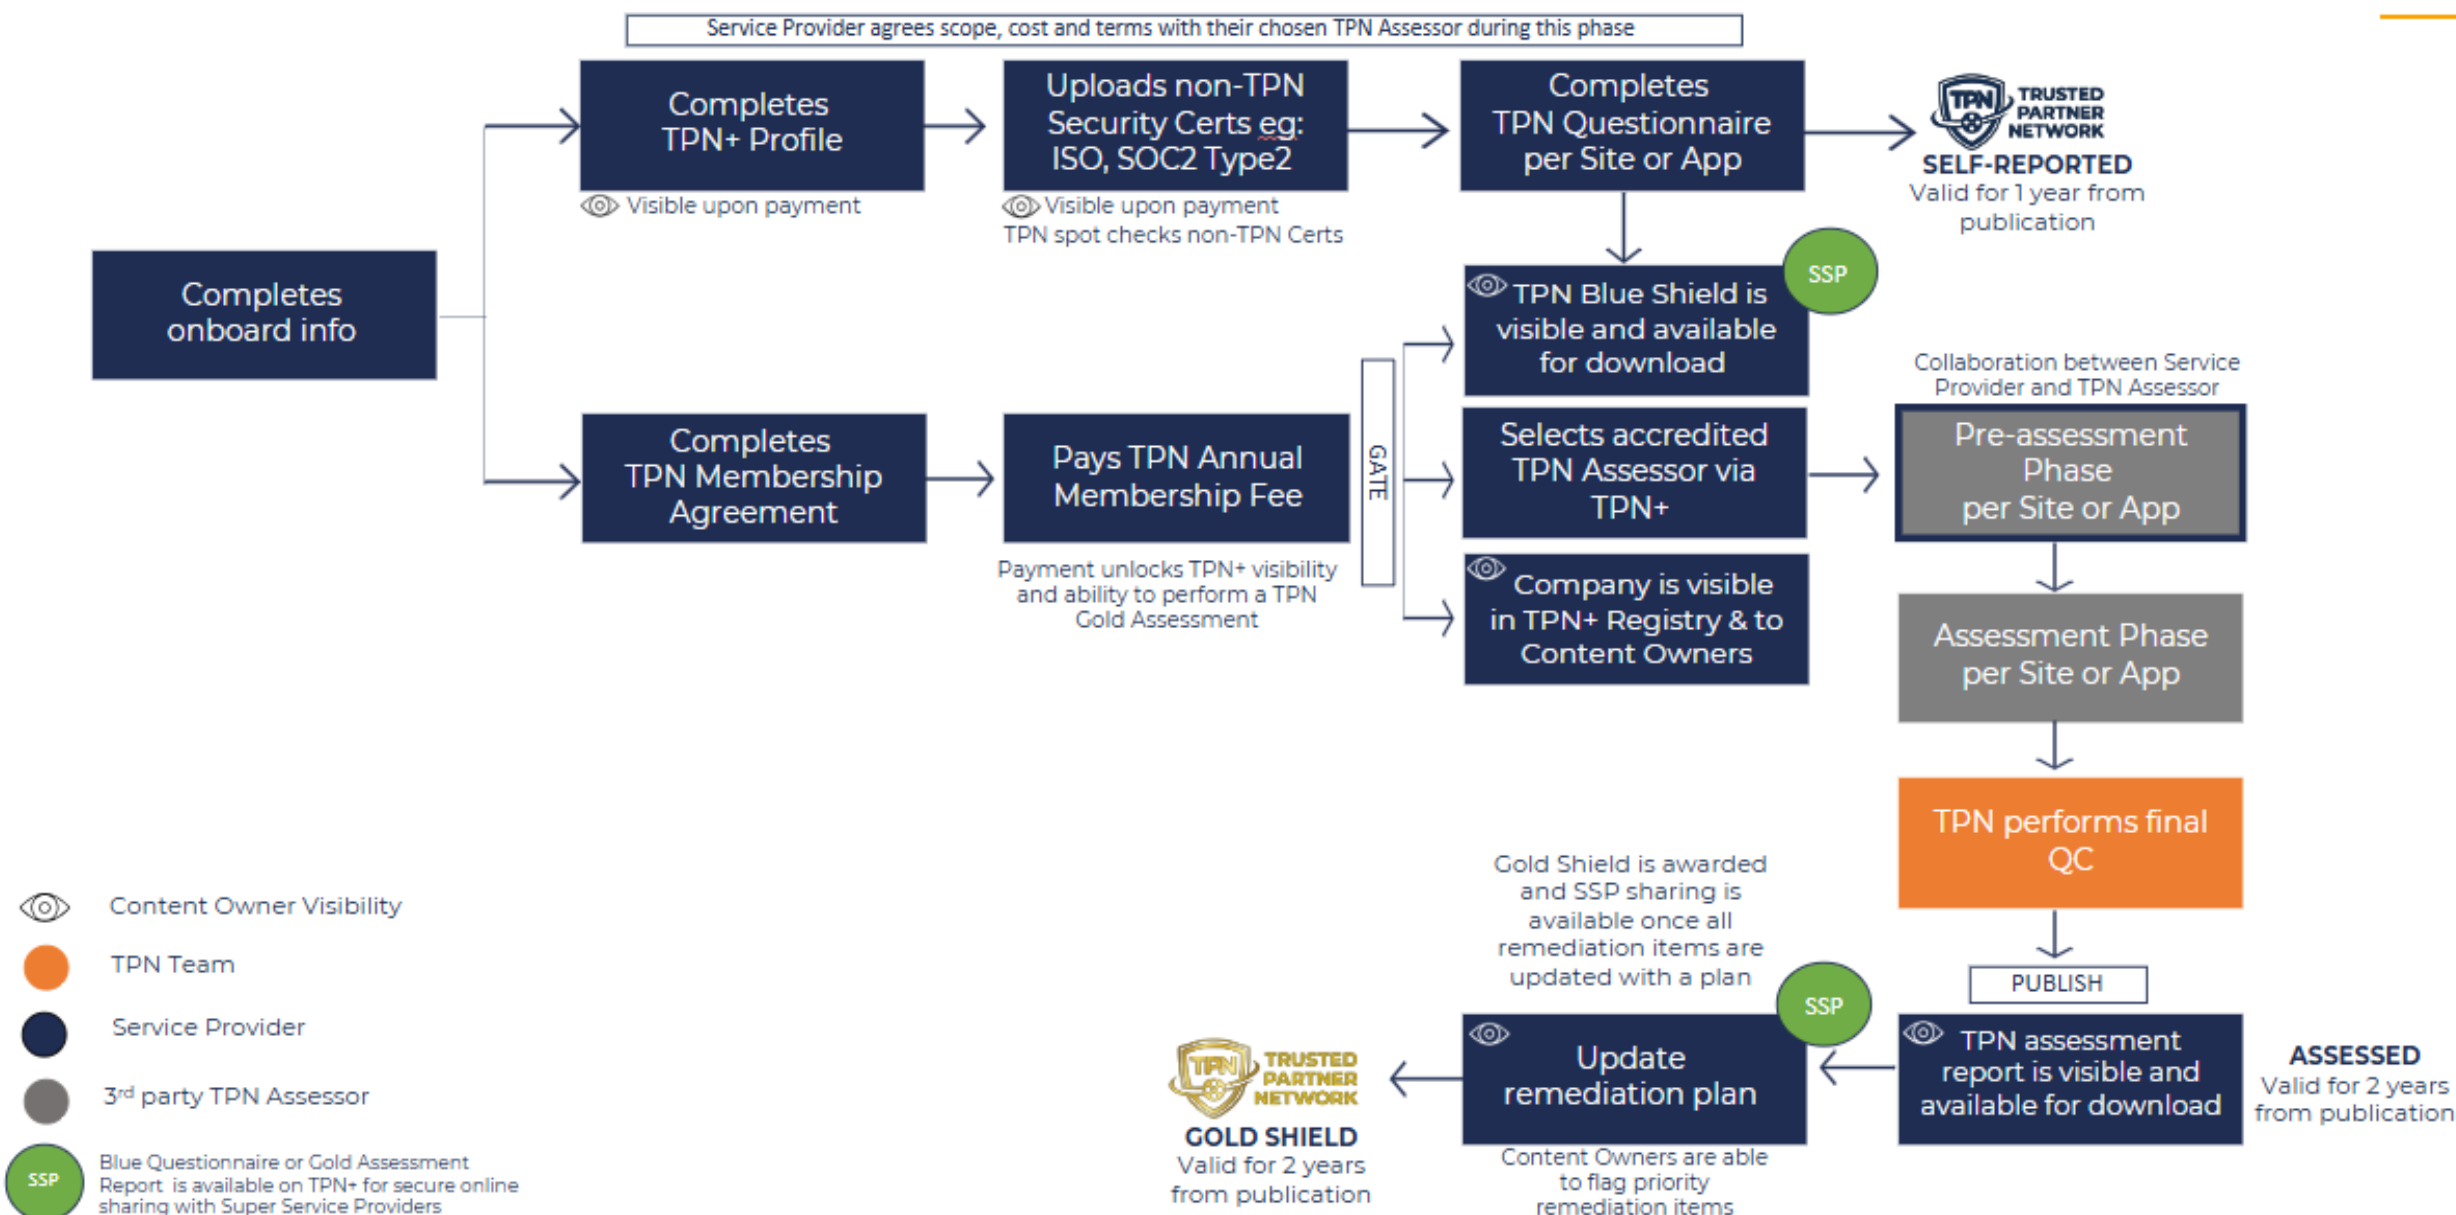 Service Provider agrees scope, cost and terms with their chosen TPN Assessor during this phase
Completes
TPN+ Profile
Visible upon payment
Uploads non-TPN
Security Certs eg:
ISO, SOC2 Type2
Visible upon payment
TPN spot checks non-TPN Certs
Completes
TPN Questionnaire
per Site or App
TPN
TRUSTED
PARTNER
NETWORK
SELF-REPORTED
Valid for 1 year from
publication
Completes
onboard info
TPN Blue Shield is
visible and available
for download
SSP
Completes
TPN Membership
Agreement
Pays TPN Annual
Membership Fee
Payment unlocks TPN+ visibility
and ability to perform a TPN
Gold Assessment
GATE
Selects accredited
TPN Assessor via
TPN+
Company is visible
in TPN+ Registry & to
Content Owners
Collaboration between Service
Provider and TPN Assessor
Pre-assessment
Phase
per Site or App
Assessment Phase
per Site or App
TPN performs final
QC
PUBLISH
TPN assessment
report is visible and
available for download
ASSESSED
Valid for 2 years
from publication
Gold Shield is awarded
and SSP sharing is
available once all
remediation items are
updated with a plan
SSP
Update
remediation plan
Content Owners are able
to flag priority
remediation items
TPN
TRUSTED
PARTNER
NETWORK
GOLD SHIELD
Valid for 2 years
from publication
Content Owner Visibility
TPN Team
Service Provider
3rd party TPN Assessor
SSP
Blue Questionnaire or Gold Assessment
Report is available on TPN+ for secure online
sharing with Super Service Providers